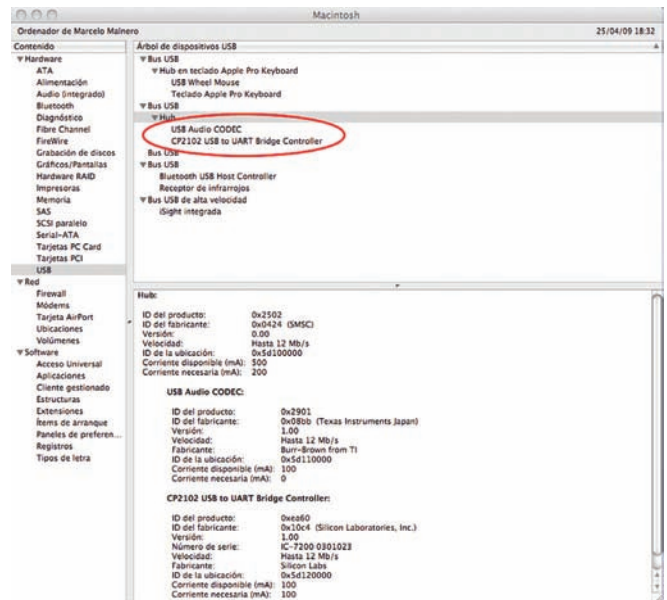 Macintosh
Ordenador de Marcelo Malnero 25/04/09 18:32
Contenido
Hardware
ATA
Alimentación
Audio (integrado)
Bluetooth
Diagnóstico
Fibre Channel
FireWire
Grabación de discos
Gráficos/Pantallas
Hardware RAID
Impresoras
Memoria
SAS
SCSI paralelo
Serial-ATA
Tarjetas PC Card
Tarjetas PCI
USB
Red
Firewall
Módems
Tarjeta AirPort
Ubicaciones
Volúmenes
Software
Acceso Universal
Aplicaciones
Cliente gestionado
Estructuras
Extensiones
Ítems de arranque
Paneles de preferen...
Registros
Tipos de letra
Árbol de dispositivos USB
Bus USB
Hub en teclado Apple Pro Keyboard
USB Wheel Mouse
Teclado Apple Pro Keyboard
Bus USB
Hub
USB Audio CODEC
CP2102 USB to UART Bridge Controller
Bus USB
Bus USB
Bluetooth USB Host Controller
Receptor de infrarrojos
Bus USB de alta velocidad
iSight integrada
Hub:
ID del producto: 0x2502
ID del fabricante: 0x0424 (SMSC)
Versión: 0.00
Velocidad: Hasta 12 Mb/s
ID de la ubicación: 0x5d100000
Corriente disponible (mA): 500
Corriente necesaria (mA): 200
USB Audio CODEC:
ID del producto: 0x2901
ID del fabricante: 0x08bb (Texas Instruments Japan)
Versión: 1.00
Velocidad: Hasta 12 Mb/s
Fabricante: Burr-Brown from TI
ID de la ubicación: 0x5d110000
Corriente disponible (mA): 100
Corriente necesaria (mA): 0
CP2102 USB to UART Bridge Controller:
ID del producto: 0xea60
ID del fabricante: 0x10c4 (Silicon Laboratories, Inc.)
Versión: 1.00
Número de serie: IC-7200 0301023
Velocidad: Hasta 12 Mb/s
Fabricante: Silicon Labs
ID de la ubicación: 0x5d120000
Corriente disponible (mA): 100
Corriente necesaria (mA): 100